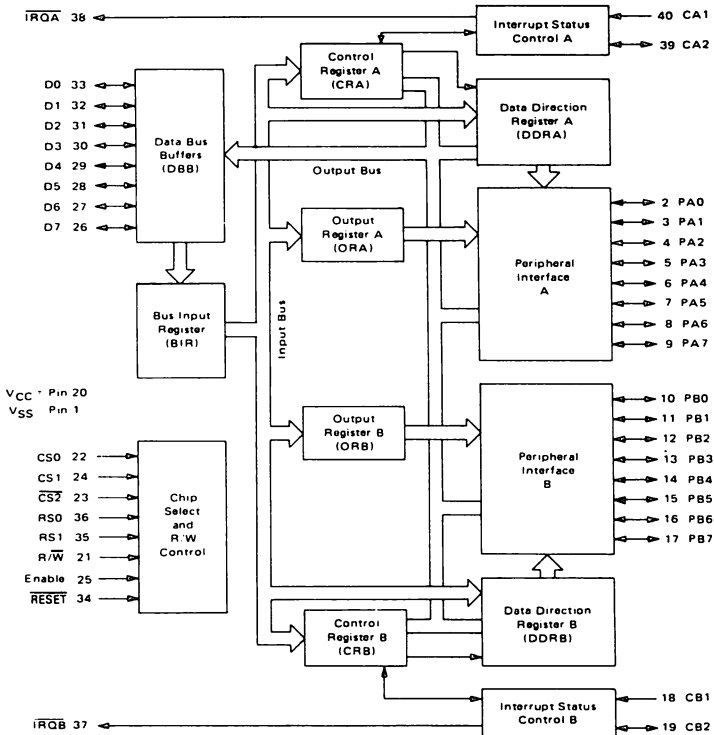 IRQA 38
Interrupt Status
Control A
40 CA1
39 CA2
Control
Register A
(CRA)
D0 33
D1 32
D2 31
D3 30
D4 29
D5 28
D6 27
D7 26
Data Bus
Buffers
(DBB)
Data Direction
Register A
(DDRA)
Output Bus
Output
Register A
(ORA)
Peripheral
Interface
A
2 PA0
3 PA1
4 PA2
5 PA3
6 PA4
7 PA5
8 PA6
9 PA7
Bus Input
Register
(BIR)
Input Bus
VCC - Pin 20
VSS Pin 1
Output
Register B
(ORB)
Peripheral
Interface
B
10 PB0
11 PB1
12 PB2
13 PB3
14 PB4
15 PB5
16 PB6
17 PB7
CS0 22
CS1 24
CS2 23
RS0 36
RS1 35
R/W 21
Enable 25
RESET 34
Chip
Select
and
R/W
Control
Control
Register B
(CRB)
Data Direction
Register B
(DDRB)
IRQB 37
Interrupt Status
Control B
18 CB1
19 CB2